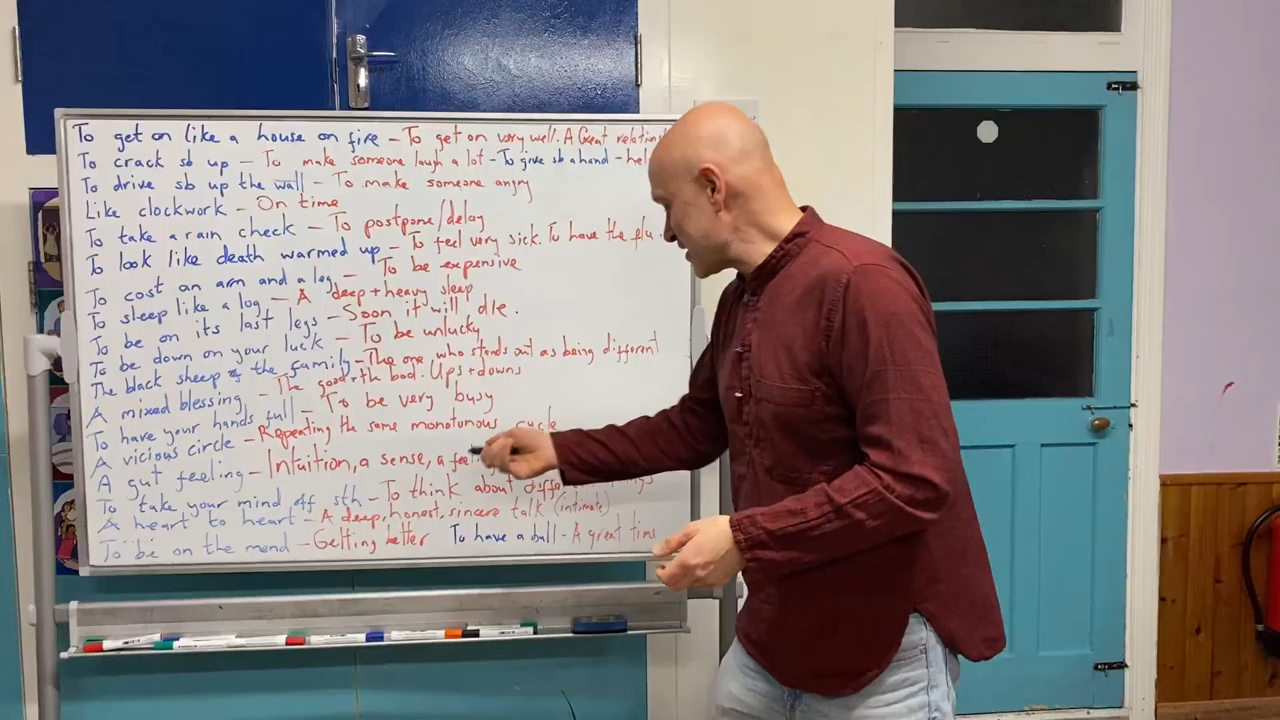 To get on like a house on fire - To get on very well. A Great relation
To crack sb up - To make someone laugh a lot - To give sb a hand - hel
To drive sb up the wall - To make someone angry
Like clockwork - On time
To take a rain check - To postpone/delay
To look like death warmed up - To feel very sick. To have the flu.
To cost an arm and a leg - To be expensive
To sleep like a log - A deep + heavy sleep
To be on its last legs - Soon it will die.
To be down on your luck - To be unlucky
The black sheep of the family - The one who stands out as being different
A mixed blessing - The good + the bad. Ups + downs
To have your hands full - To be very busy
A vicious circle - Repeating the same monotonous cycle
A gut feeling - Intuition, a sense, a
To take your mind off sth - To think about
A heart to heart - A deep, honest, sincere talk (intimate)
To be on the mend - Getting better To have a ball - A great time